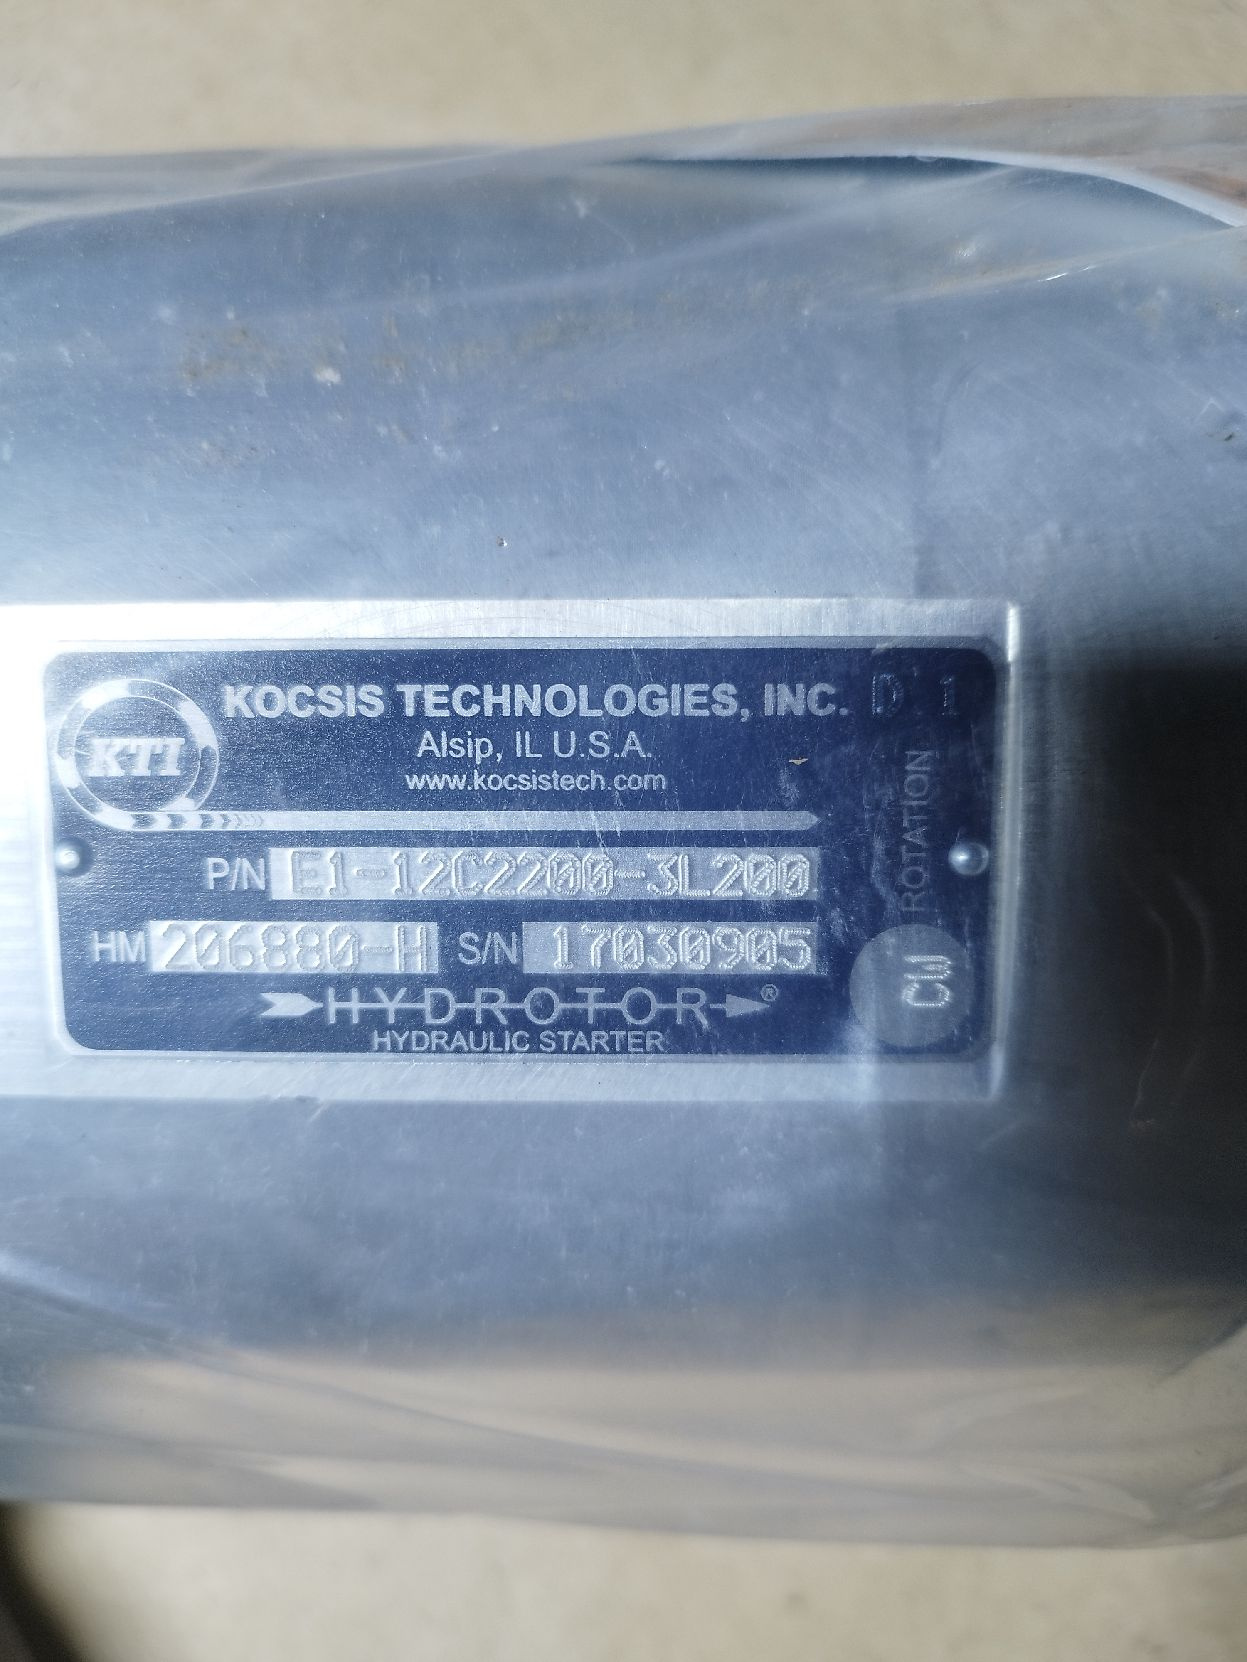 KOCSIS TECHNOLOGIES, INC. D 1
Alsip, IL U.S.A.
www.kocsistech.com
KTI
P/N E1-12C2200-3L200
HM 206880-H S/N 17030905
HYDROTOR®
HYDRAULIC STARTER
ROTATION
CW